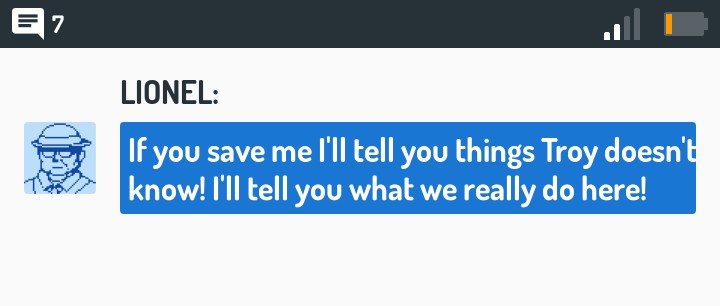 7
LIONEL:
If you save me I'll tell you things Troy doesn't
know! I'll tell you what we really do here!